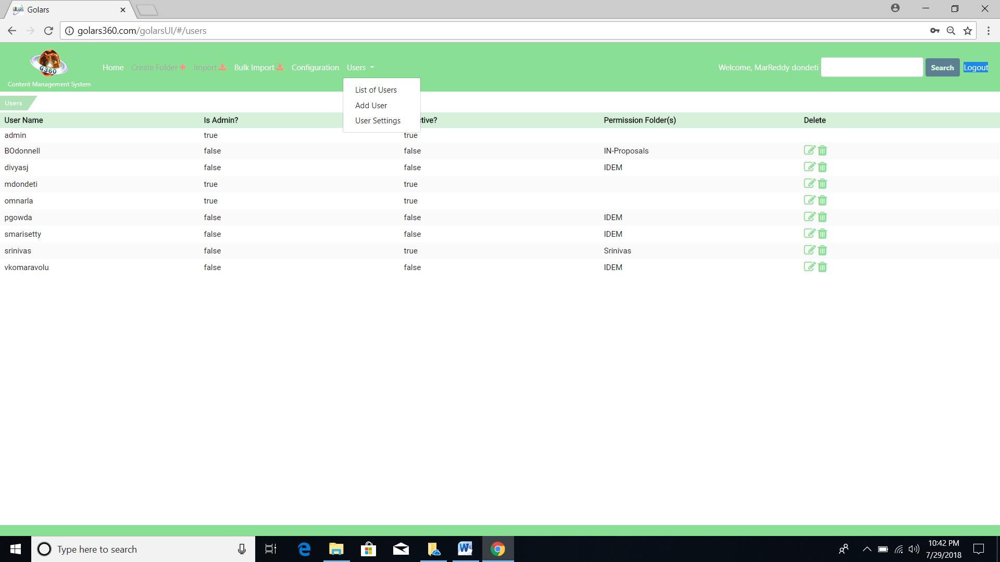 Golars
golars360.com/golarsUI/#/users
G360
Content Management System
Home Create Folder Import Bulk Import Configuration Users
Welcome, MarReddy dondeti Search Logout
List of Users
Add User
User Settings
Users
User Name Is Admin? tive? Permission Folder(s) Delete
admin true true
BOdonnell false false IN-Proposals
divyasj false false IDEM
mdondeti true true
omnarla true true
pgowda false false IDEM
smarisetty false false IDEM
srinivas false true Srinivas
vkomaravolu false false IDEM
Type here to search
10:42 PM
7/29/2018